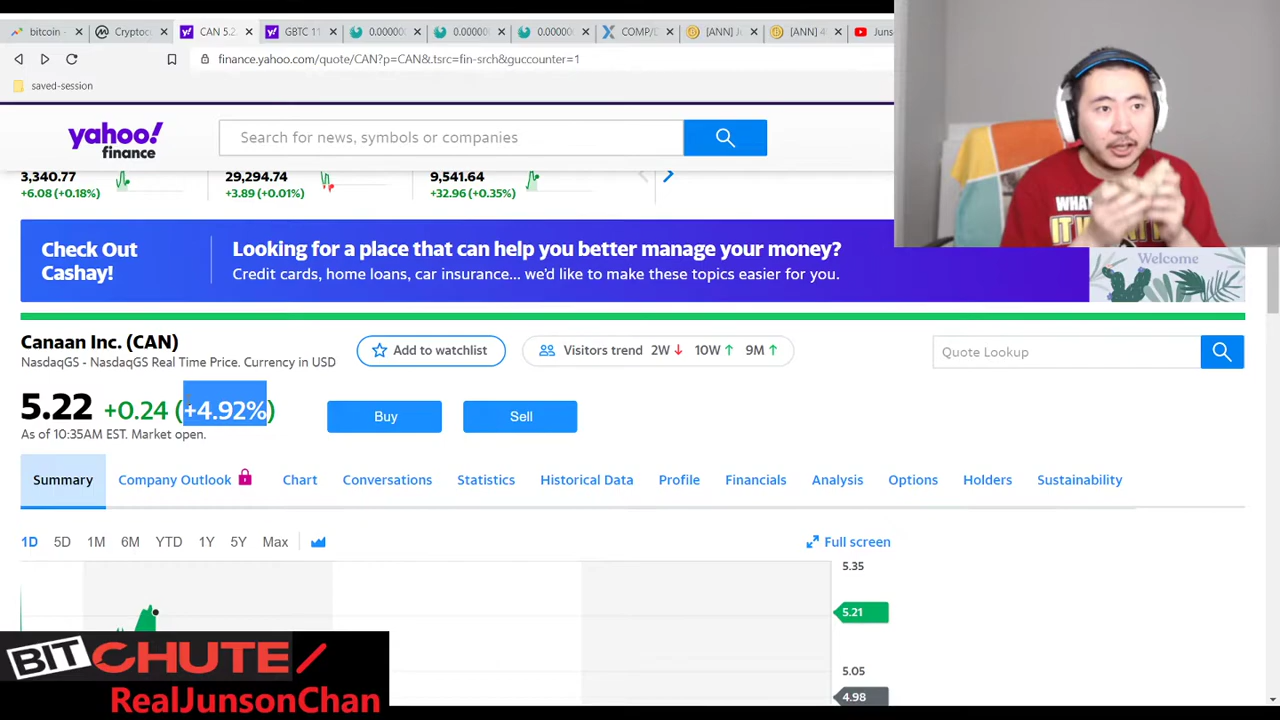 bitcoin -
Cryptoc
CAN 5.2
GBTC 11
0.00000
0.0000
0.00000
COMP/C
[ANN] J
[ANN] 4
Juns
finance.yahoo.com/quote/CAN?p=CAN&.tsrc=fin-srch&guccounter=1
saved-session
yahoo!
finance
Search for news, symbols or companies
3,340.77
+6.08 (+0.18%)
29,294.74
+3.89 (+0.01%)
9,541.64
+32.96 (+0.35%)
WHAT
Check Out
Cashay!
Looking for a place that can help you better manage your money?
Credit cards, home loans, car insurance... we'd like to make these topics easier for you.
Welcome
Canaan Inc. (CAN)
NasdaqGS - NasdaqGS Real Time Price. Currency in USD
Add to watchlist
Visitors trend 2W 10W 9M
Quote Lookup
5.22 +0.24 (+4.92%)
As of 10:35AM EST. Market open.
Buy
Sell
Summary
Company Outlook
Chart
Conversations
Statistics
Historical Data
Profile
Financials
Analysis
Options
Holders
Sustainability
1D 5D 1M 6M YTD 1Y 5Y Max
Full screen
5.35
5.21
5.05
4.98
BITCHUTE/
RealJunsonChan